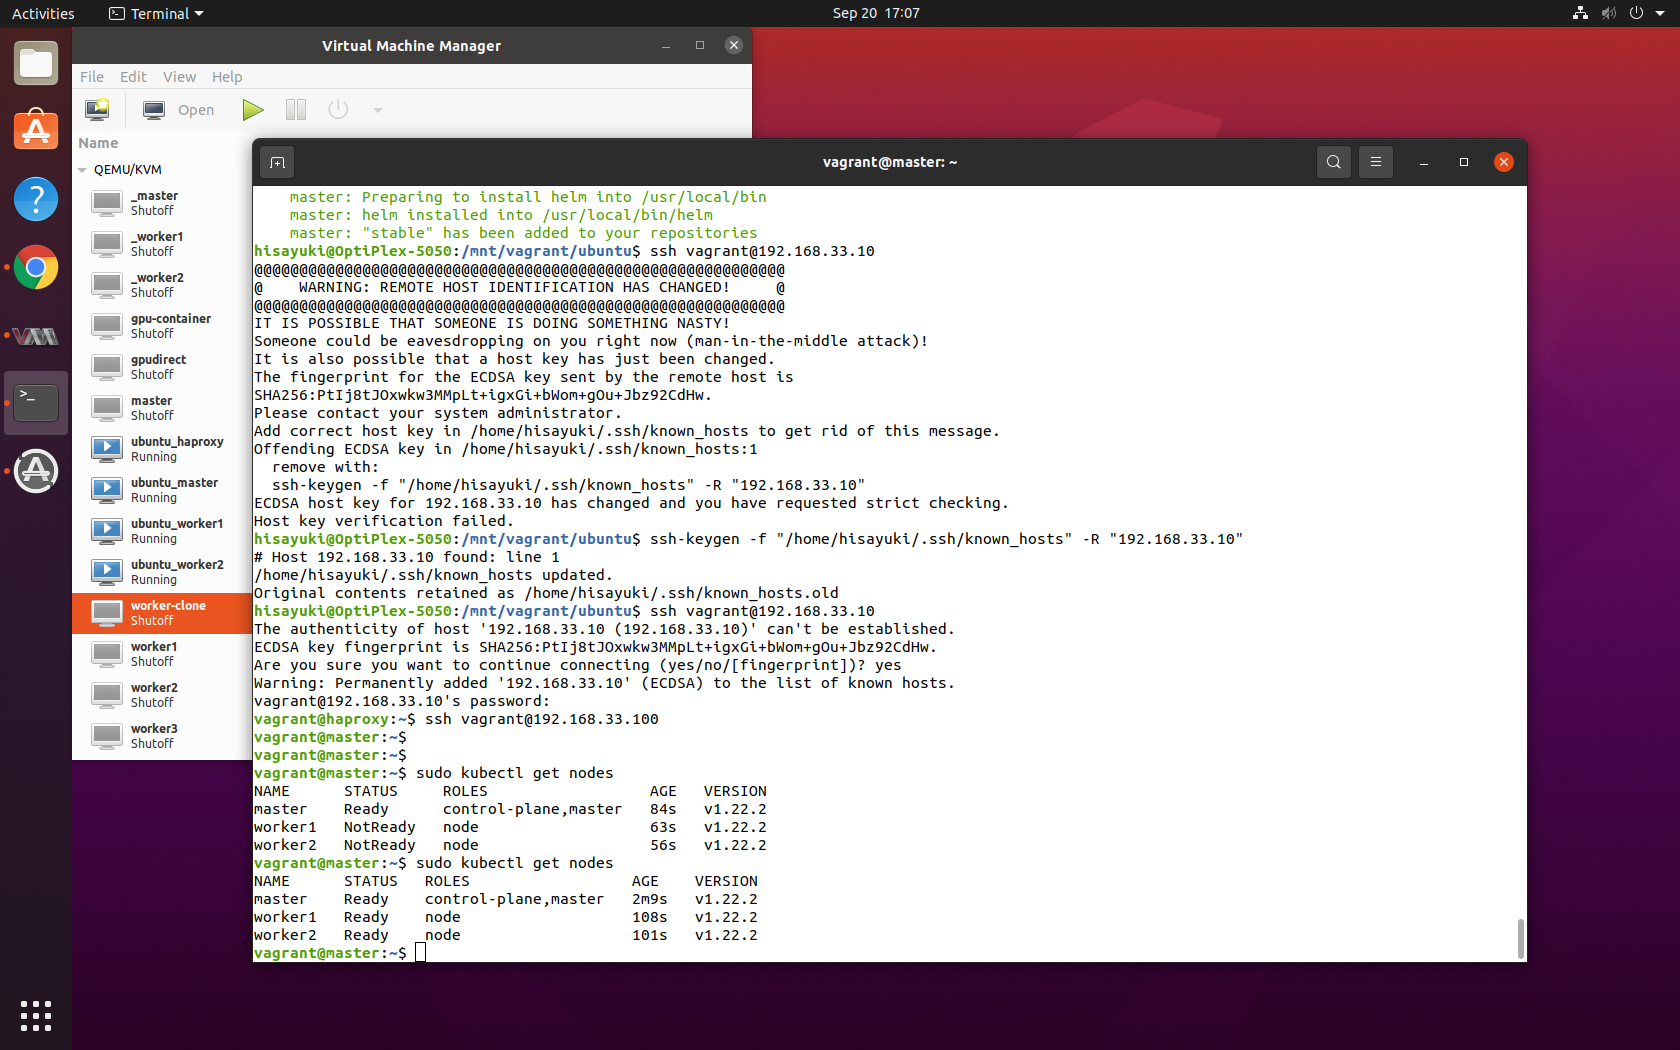 Activities
Terminal
Sep 20 17:07
Virtual Machine Manager
File Edit View Help
Open
Name
QEMU/KVM
_master
Shutoff
_worker1
Shutoff
_worker2
Shutoff
gpu-container
Shutoff
gpudirect
Shutoff
master
Shutoff
ubuntu_haproxy
Running
ubuntu_master
Running
ubuntu_worker1
Running
ubuntu_worker2
Running
worker-clone
Shutoff
worker1
Shutoff
worker2
Shutoff
worker3
Shutoff
vagrant@master: ~
master: Preparing to install helm into /usr/local/bin
master: helm installed into /usr/local/bin/helm
master: "stable" has been added to your repositories
hisayuki@OptiPlex-5050:/mnt/vagrant/ubuntu$ ssh vagrant@192.168.33.10
@@@@@@@@@@@@@@@@@@@@@@@@@@@@@@@@@@@@@@@@@@@@@@@@@@@@@@@@@@@
@    WARNING: REMOTE HOST IDENTIFICATION HAS CHANGED!     @
@@@@@@@@@@@@@@@@@@@@@@@@@@@@@@@@@@@@@@@@@@@@@@@@@@@@@@@@@@@
IT IS POSSIBLE THAT SOMEONE IS DOING SOMETHING NASTY!
Someone could be eavesdropping on you right now (man-in-the-middle attack)!
It is also possible that a host key has just been changed.
The fingerprint for the ECDSA key sent by the remote host is
SHA256:PtIj8tJOxwkw3MMpLt+igxGi+bWom+gOu+Jbz92CdHw.
Please contact your system administrator.
Add correct host key in /home/hisayuki/.ssh/known_hosts to get rid of this message.
Offending ECDSA key in /home/hisayuki/.ssh/known_hosts:1
remove with:
ssh-keygen -f "/home/hisayuki/.ssh/known_hosts" -R "192.168.33.10"
ECDSA host key for 192.168.33.10 has changed and you have requested strict checking.
Host key verification failed.
hisayuki@OptiPlex-5050:/mnt/vagrant/ubuntu$ ssh-keygen -f "/home/hisayuki/.ssh/known_hosts" -R "192.168.33.10"
# Host 192.168.33.10 found: line 1
/home/hisayuki/.ssh/known_hosts updated.
Original contents retained as /home/hisayuki/.ssh/known_hosts.old
hisayuki@OptiPlex-5050:/mnt/vagrant/ubuntu$ ssh vagrant@192.168.33.10
The authenticity of host '192.168.33.10 (192.168.33.10)' can't be established.
ECDSA key fingerprint is SHA256:PtIj8tJOxwkw3MMpLt+igxGi+bWom+gOu+Jbz92CdHw.
Are you sure you want to continue connecting (yes/no/[fingerprint])? yes
Warning: Permanently added '192.168.33.10' (ECDSA) to the list of known hosts.
vagrant@192.168.33.10's password:
vagrant@haproxy:~$ ssh vagrant@192.168.33.100
vagrant@master:~$
vagrant@master:~$
vagrant@master:~$ sudo kubectl get nodes
NAME      STATUS     ROLES                  AGE   VERSION
master    Ready      control-plane,master   84s   v1.22.2
worker1   NotReady   node                   63s   v1.22.2
worker2   NotReady   node                   56s   v1.22.2
vagrant@master:~$ sudo kubectl get nodes
NAME      STATUS   ROLES                  AGE    VERSION
master    Ready    control-plane,master   2m9s   v1.22.2
worker1   Ready    node                   108s   v1.22.2
worker2   Ready    node                   101s   v1.22.2
vagrant@master:~$